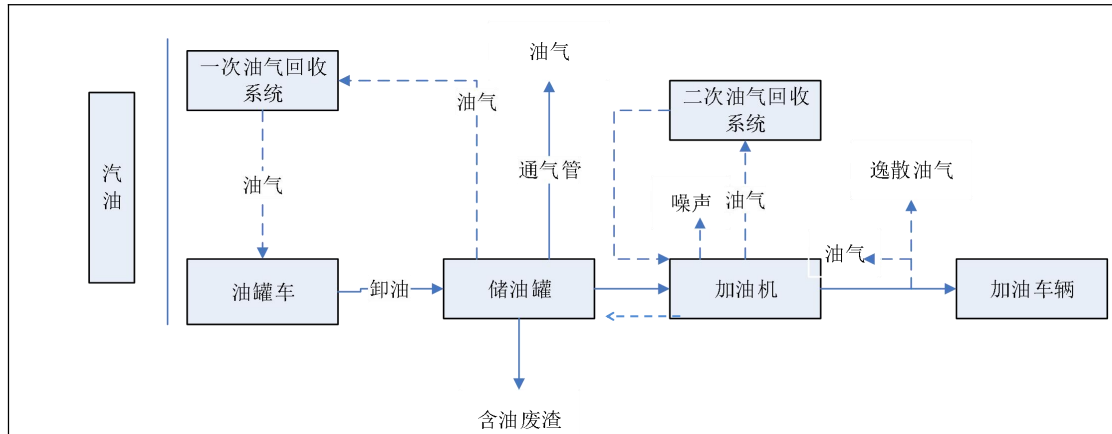 汽
油
一次油气回收
系统
油气
油罐车
卸油
油气
油气
通气管
储油罐
含油废渣
二次油气回收
系统
噪声
油气
加油机
逸散油气
油气
加油车辆